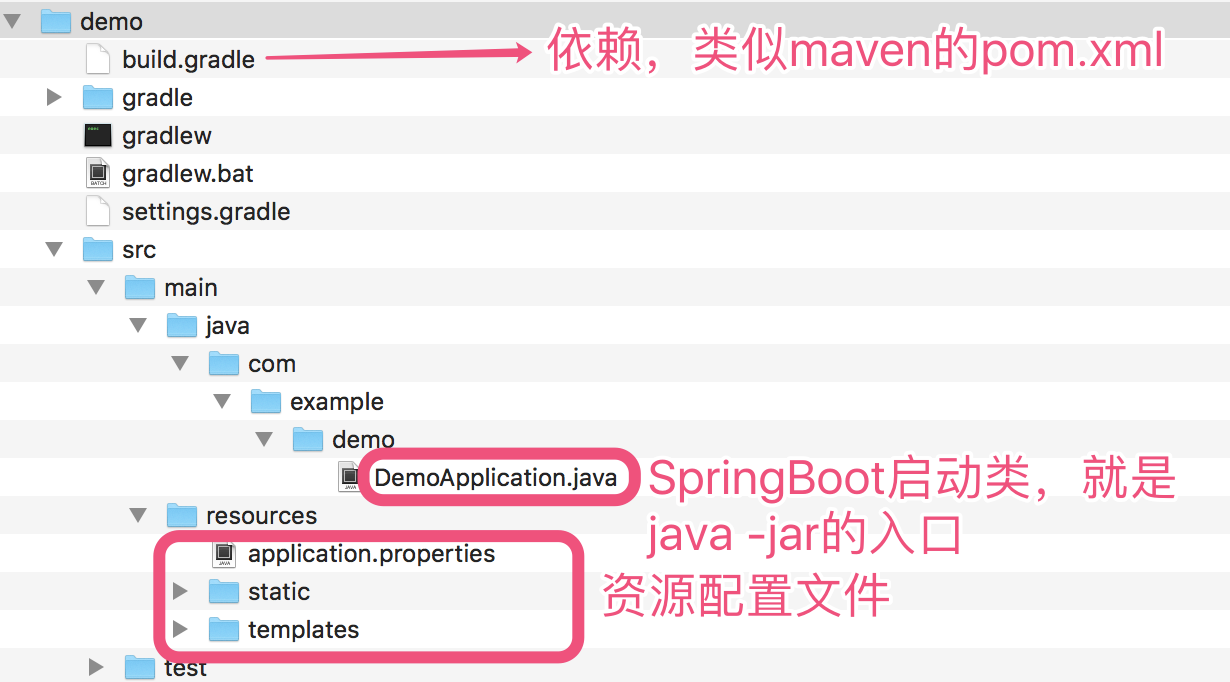 demo
build.gradle
依赖，类似maven的pom.xml
gradle
gradlew
gradlew.bat
settings.gradle
src
main
java
com
example
demo
DemoApplication.java
SpringBoot启动类，就是
java -jar的入口
resources
application.properties
资源配置文件
static
templates
test